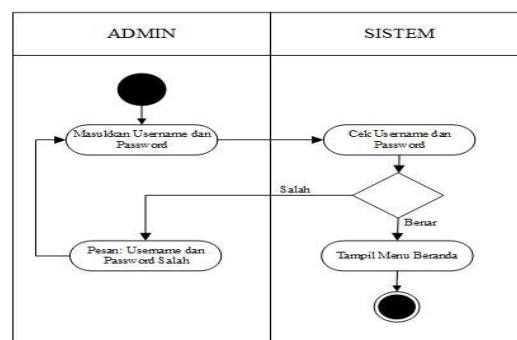 ADMIN
SISTEM
Masukkan Username dan
Password
Cek Username dan
Password
Salah
Benar
Pesan: Username dan
Password Salah
Tampil Menu Beranda